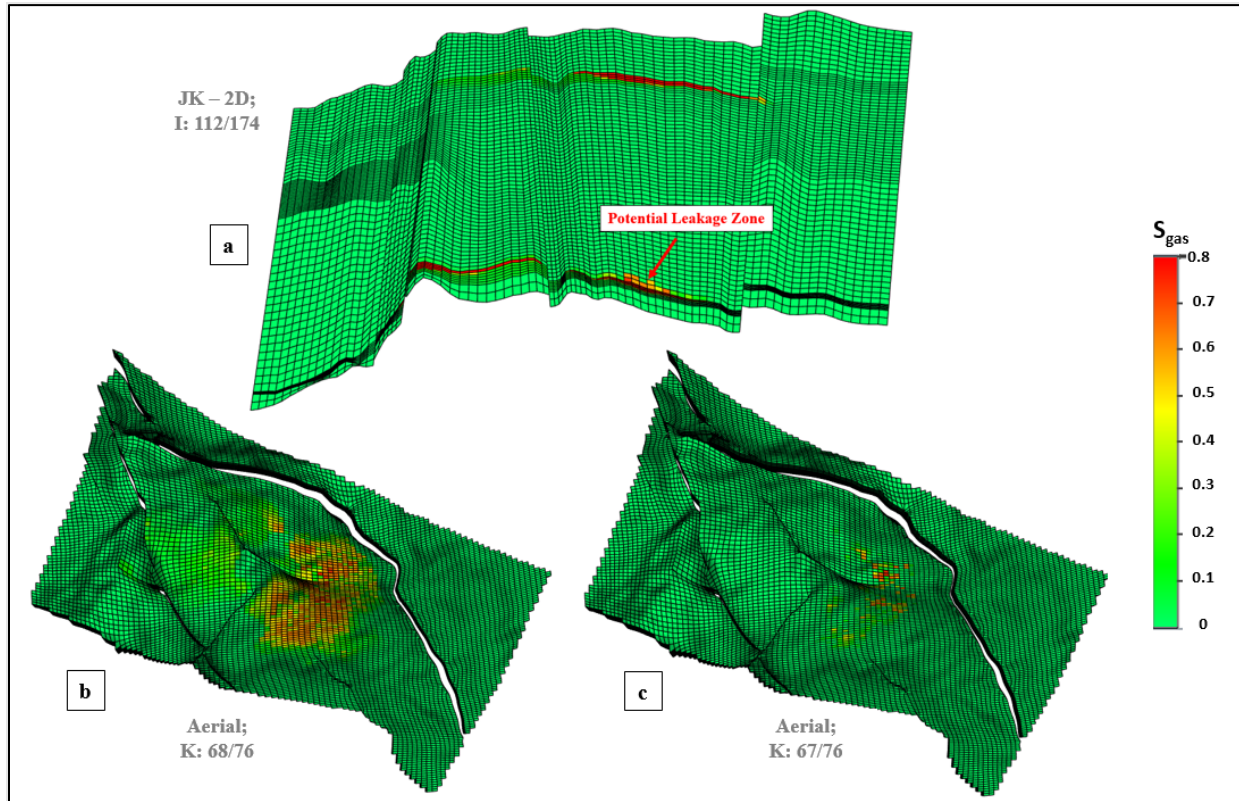 JK – 2D;
I: 112/174
a
Potential Leakage Zone
S_gas
0.8
0.7
0.6
0.5
0.4
0.3
0.2
0.1
0
b
Aerial;
K: 68/76
c
Aerial;
K: 67/76